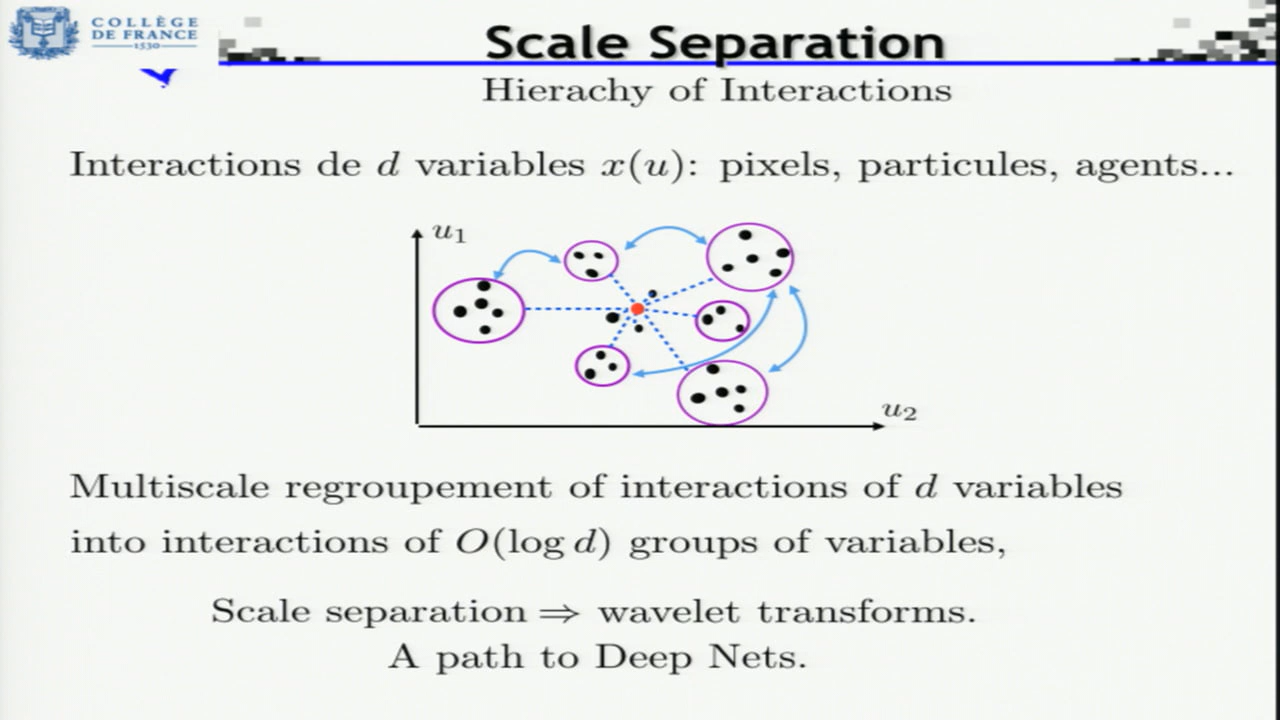 COLLÈGE
DE FRANCE
1530
Scale Separation
Hierachy of Interactions
Interactions de d variables x(u): pixels, particules, agents...
u₁
u₂
Multiscale regroupement of interactions of d variables
into interactions of O(log d) groups of variables,
Scale separation ⇒ wavelet transforms.
A path to Deep Nets.